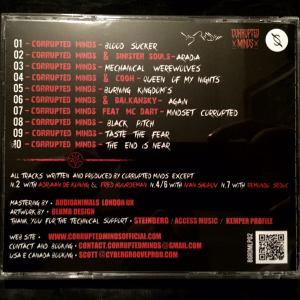 CORRUPTED
MINDS
01 - CORRUPTED MINDS - BLOOD SUCKER
02 - CORRUPTED MINDS & SINISTER SOULS - ARADIA
03 - CORRUPTED MINDS - MECHANICAL WEREWOLVES
04 - CORRUPTED MINDS & COOH - QUEEN OF MY NIGHTS
05 - CORRUPTED MINDS - BURNING KINGDOM'S
06 - CORRUPTED MINDS & BALKANSKY - AGAIN
07 - CORRUPTED MINDS FEAT MC DART - MINDSET CORRUPTED
08 - CORRUPTED MINDS - BLACK PITCH
09 - CORRUPTED MINDS - TASTE THE FEAR
10 - CORRUPTED MINDS - THE END IS NEAR
ALL TRACKS WRITTEN AND PRODUCED BY CORRUPTED MINDS EXCEPT
N.2 WITH ADRIAAN DE KONING & FRED HUURDEMAN N.4/6 WITH IVAN SHOPOV N.7 WITH
MASTERING BY - AUDIOANIMALS LONDON UK
ARTWORK BY - BLUMB DESIGN
THANK YOU FOR THE TECHNICAL SUPPORT - STEINBERG / ACCESS MUSIC / KEMPER PROFILE
WEB SITE - WWW.CORRUPTEDMINDSOFFICIAL.COM
CONTACT AND BOOKING - CONTACT.CORRUPTEDMINDS@GMAIL.COM
USA E CANADA BOOKING - SCOTT@CYBERGROOVEPROD.COM